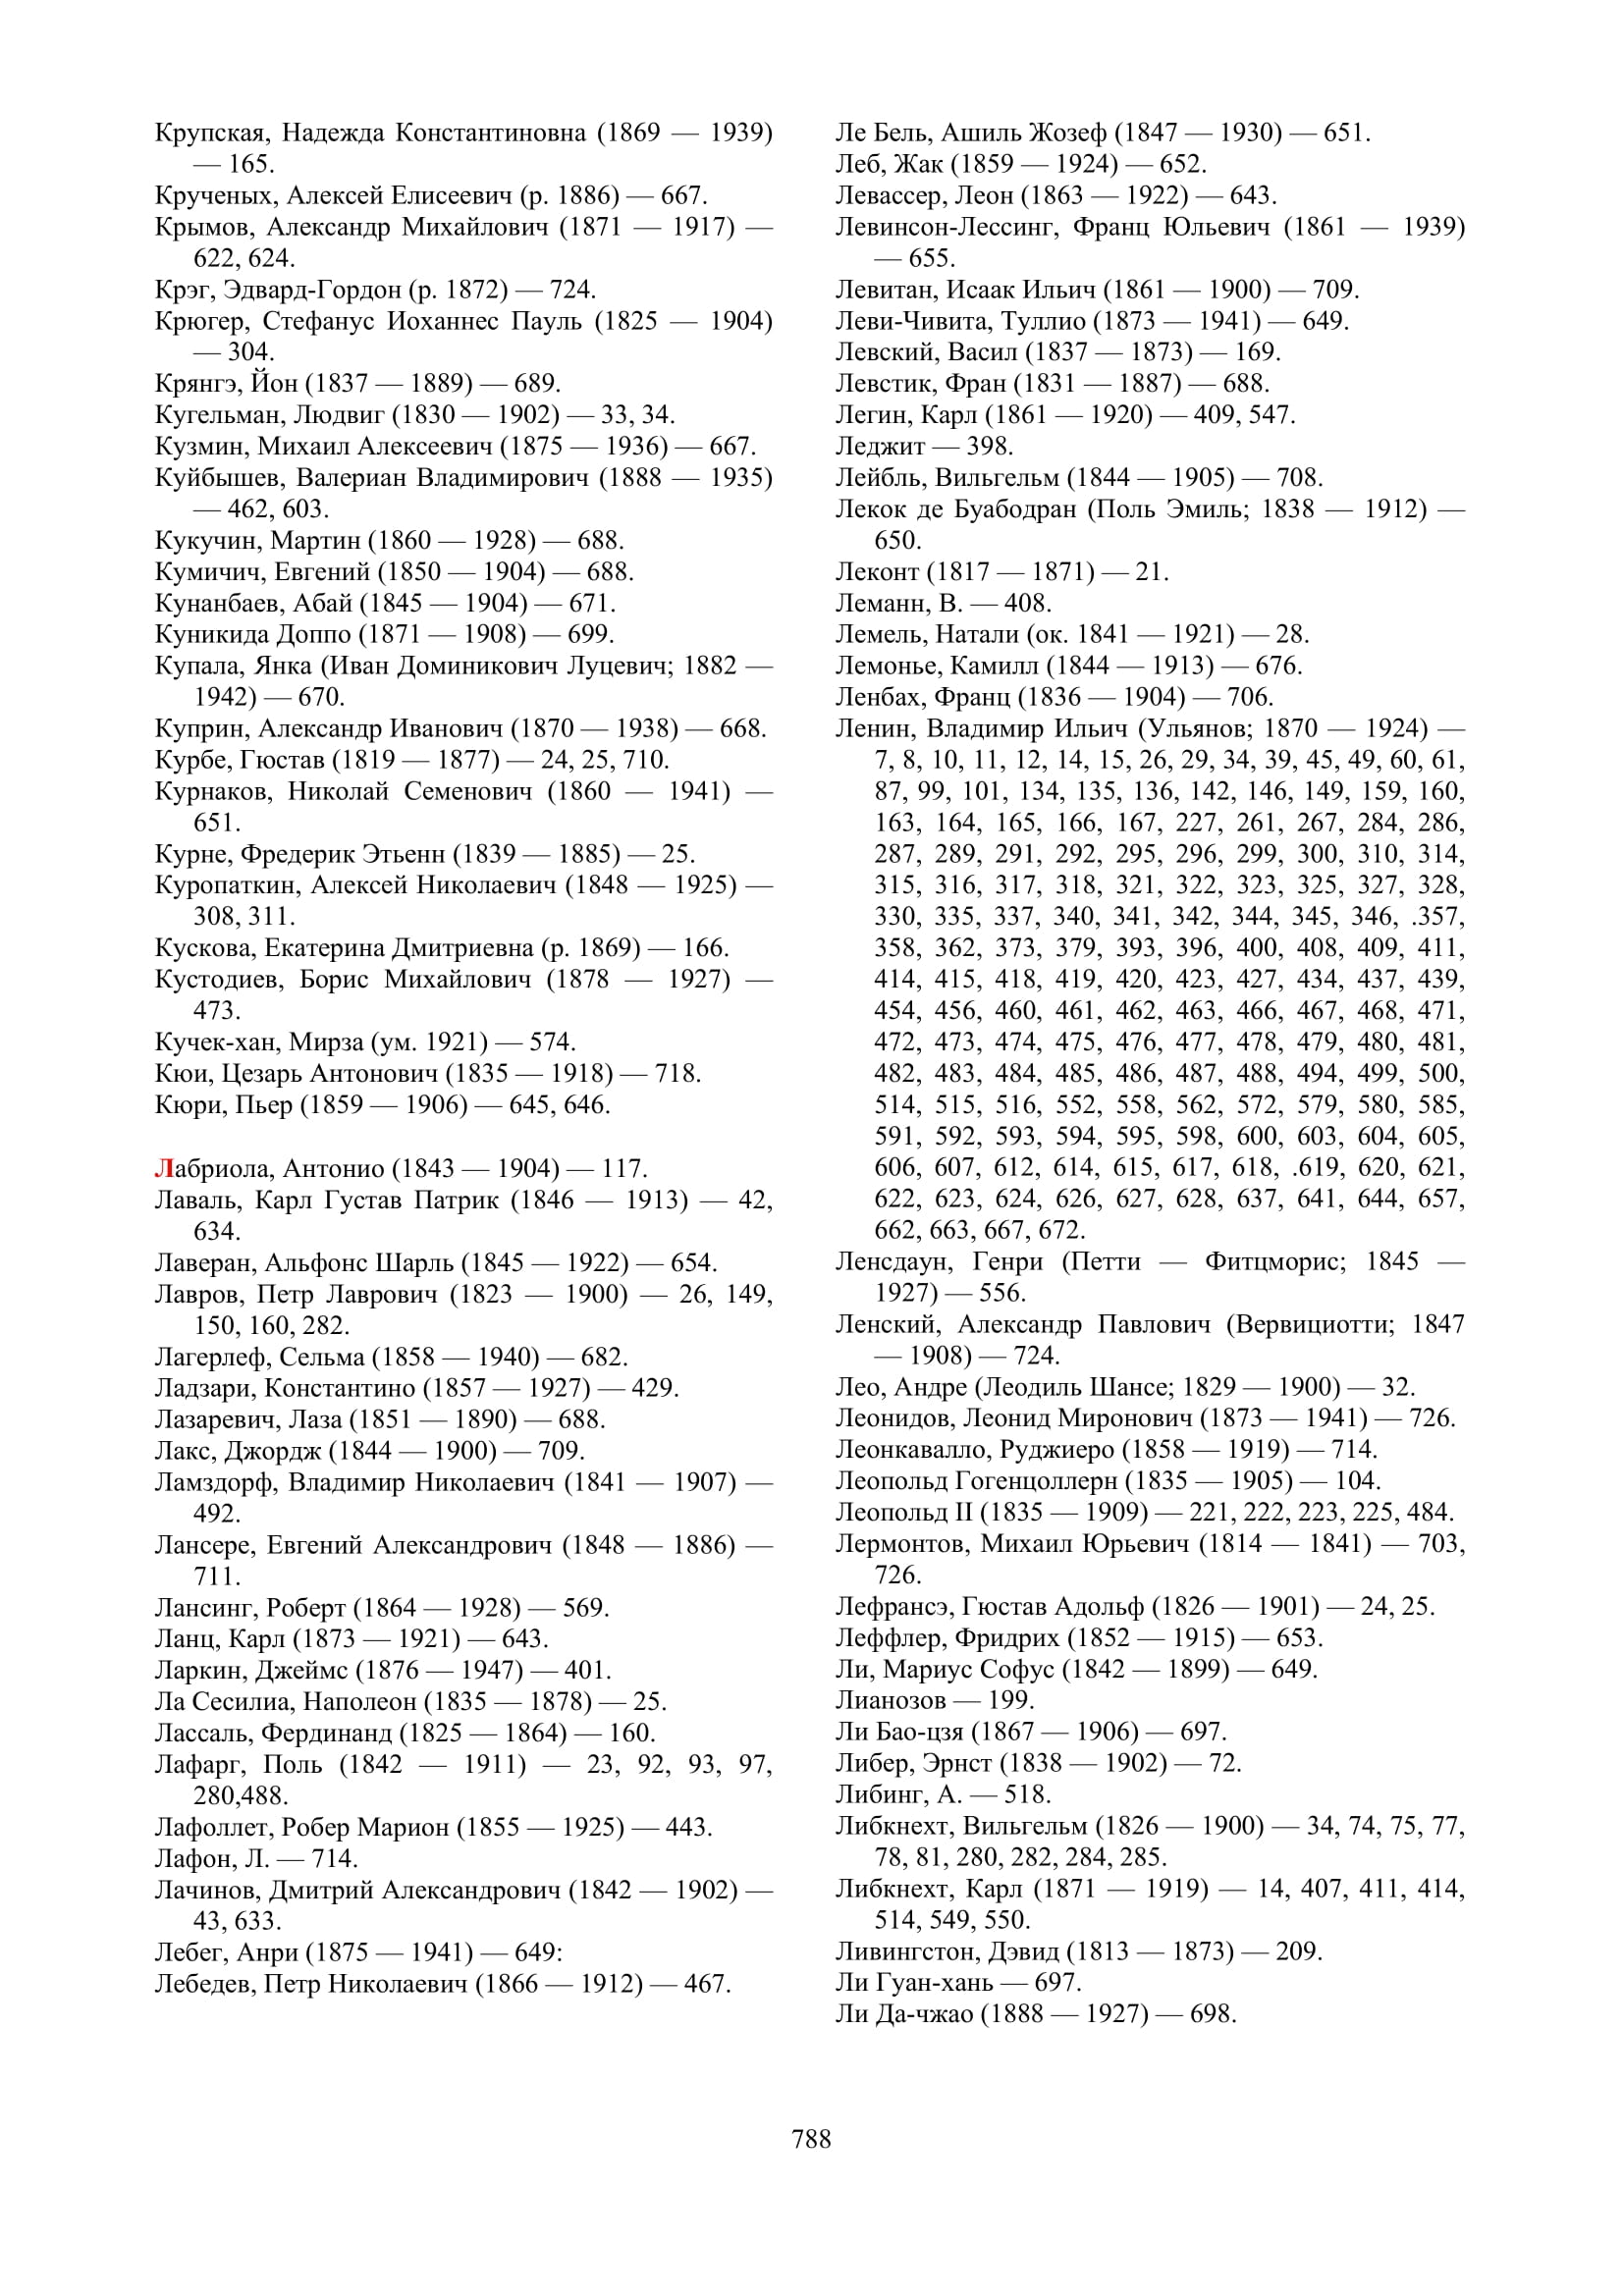 Крупская, Надежда Константиновна (1869 — 1939)
— 165.
Крученых, Алексей Елисеевич (р. 1886) — 667.
Крымов, Александр Михайлович (1871 — 1917) —
622, 624.
Крэг, Эдвард-Гордон (р. 1872) — 724.
Крюгер, Стефанус Иоханнес Пауль (1825 — 1904)
— 304.
Крянгэ, Йон (1837 — 1889) — 689.
Кугельман, Людвиг (1830 — 1902) — 33, 34.
Кузмин, Михаил Алексеевич (1875 — 1936) — 667.
Куйбышев, Валериан Владимирович (1888 — 1935)
— 462, 603.
Кукучин, Мартин (1860 — 1928) — 688.
Кумичич, Евгений (1850 — 1904) — 688.
Кунанбаев, Абай (1845 — 1904) — 671.
Куникида Доппо (1871 — 1908) — 699.
Купала, Янка (Иван Доминикович Луцевич; 1882 —
1942) — 670.
Куприн, Александр Иванович (1870 — 1938) — 668.
Курбе, Гюстав (1819 — 1877) — 24, 25, 710.
Курнаков, Николай Семенович (1860 — 1941) —
651.
Курне, Фредерик Этьенн (1839 — 1885) — 25.
Куропаткин, Алексей Николаевич (1848 — 1925) —
308, 311.
Кускова, Екатерина Дмитриевна (р. 1869) — 166.
Кустодиев, Борис Михайлович (1878 — 1927) —
473.
Кучек-хан, Мирза (ум. 1921) — 574.
Кюи, Цезарь Антонович (1835 — 1918) — 718.
Кюри, Пьер (1859 — 1906) — 645, 646.
Лабриола, Антонио (1843 — 1904) — 117.
Лаваль, Карл Густав Патрик (1846 — 1913) — 42,
634.
Лаверан, Альфонс Шарль (1845 — 1922) — 654.
Лавров, Петр Лаврович (1823 — 1900) — 26, 149,
150, 160, 282.
Лагерлеф, Сельма (1858 — 1940) — 682.
Ладзари, Константино (1857 — 1927) — 429.
Лазаревич, Лаза (1851 — 1890) — 688.
Лакс, Джордж (1844 — 1900) — 709.
Ламздорф, Владимир Николаевич (1841 — 1907) —
492.
Лансере, Евгений Александрович (1848 — 1886) —
711.
Лансинг, Роберт (1864 — 1928) — 569.
Ланц, Карл (1873 — 1921) — 643.
Ларкин, Джеймс (1876 — 1947) — 401.
Ла Сесилиа, Наполеон (1835 — 1878) — 25.
Лассаль, Фердинанд (1825 — 1864) — 160.
Лафарг, Поль (1842 — 1911) — 23, 92, 93, 97,
280,488.
Лафоллет, Робер Марион (1855 — 1925) — 443.
Лафон, Л. — 714.
Лачинов, Дмитрий Александрович (1842 — 1902) —
43, 633.
Лебег, Анри (1875 — 1941) — 649:
Лебедев, Петр Николаевич (1866 — 1912) — 467.
Ле Бель, Ашиль Жозеф (1847 — 1930) — 651.
Леб, Жак (1859 — 1924) — 652.
Левассер, Леон (1863 — 1922) — 643.
Левинсон-Лессинг, Франц Юльевич (1861 — 1939)
— 655.
Левитан, Исаак Ильич (1861 — 1900) — 709.
Леви-Чивита, Туллио (1873 — 1941) — 649.
Левский, Васил (1837 — 1873) — 169.
Левстик, Фран (1831 — 1887) — 688.
Легин, Карл (1861 — 1920) — 409, 547.
Леджит — 398.
Лейбль, Вильгельм (1844 — 1905) — 708.
Лекок де Буабодран (Поль Эмиль; 1838 — 1912) —
650.
Леконт (1817 — 1871) — 21.
Леманн, В. — 408.
Лемель, Натали (ок. 1841 — 1921) — 28.
Лемонье, Камилл (1844 — 1913) — 676.
Ленбах, Франц (1836 — 1904) — 706.
Ленин, Владимир Ильич (Ульянов; 1870 — 1924) —
7, 8, 10, 11, 12, 14, 15, 26, 29, 34, 39, 45, 49, 60, 61,
87, 99, 101, 134, 135, 136, 142, 146, 149, 159, 160,
163, 164, 165, 166, 167, 227, 261, 267, 284, 286,
287, 289, 291, 292, 295, 296, 299, 300, 310, 314,
315, 316, 317, 318, 321, 322, 323, 325, 327, 328,
330, 335, 337, 340, 341, 342, 344, 345, 346, .357,
358, 362, 373, 379, 393, 396, 400, 408, 409, 411,
414, 415, 418, 419, 420, 423, 427, 434, 437, 439,
454, 456, 460, 461, 462, 463, 466, 467, 468, 471,
472, 473, 474, 475, 476, 477, 478, 479, 480, 481,
482, 483, 484, 485, 486, 487, 488, 494, 499, 500,
514, 515, 516, 552, 558, 562, 572, 579, 580, 585,
591, 592, 593, 594, 595, 598, 600, 603, 604, 605,
606, 607, 612, 614, 615, 617, 618, .619, 620, 621,
622, 623, 624, 626, 627, 628, 637, 641, 644, 657,
662, 663, 667, 672.
Ленсдаун, Генри (Петти — Фитцморис; 1845 —
1927) — 556.
Ленский, Александр Павлович (Вервициотти; 1847
— 1908) — 724.
Лео, Андре (Леодиль Шансе; 1829 — 1900) — 32.
Леонидов, Леонид Миронович (1873 — 1941) — 726.
Леонкавалло, Руджиеро (1858 — 1919) — 714.
Леопольд Гогенцоллерн (1835 — 1905) — 104.
Леопольд II (1835 — 1909) — 221, 222, 223, 225, 484.
Лермонтов, Михаил Юрьевич (1814 — 1841) — 703,
726.
Лефрансэ, Гюстав Адольф (1826 — 1901) — 24, 25.
Леффлер, Фридрих (1852 — 1915) — 653.
Ли, Мариус Софус (1842 — 1899) — 649.
Лианозов — 199.
Ли Бао-цзя (1867 — 1906) — 697.
Либер, Эрнст (1838 — 1902) — 72.
Либинг, А. — 518.
Либкнехт, Вильгельм (1826 — 1900) — 34, 74, 75, 77,
78, 81, 280, 282, 284, 285.
Либкнехт, Карл (1871 — 1919) — 14, 407, 411, 414,
514, 549, 550.
Ливингстон, Дэвид (1813 — 1873) — 209.
Ли Гуан-хань — 697.
Ли Да-чжао (1888 — 1927) — 698.
788